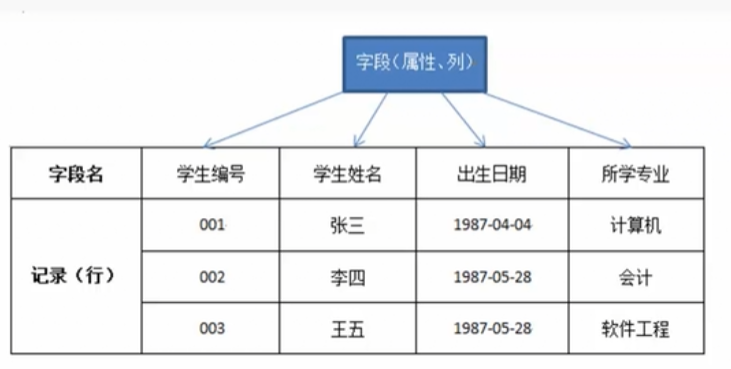 字段(属性、列)
字段名 学生编号 学生姓名 出生日期 所学专业
001 张三 1987-04-04 计算机
记录（行） 002 李四 1987-05-28 会计
003 王五 1987-05-28 软件工程